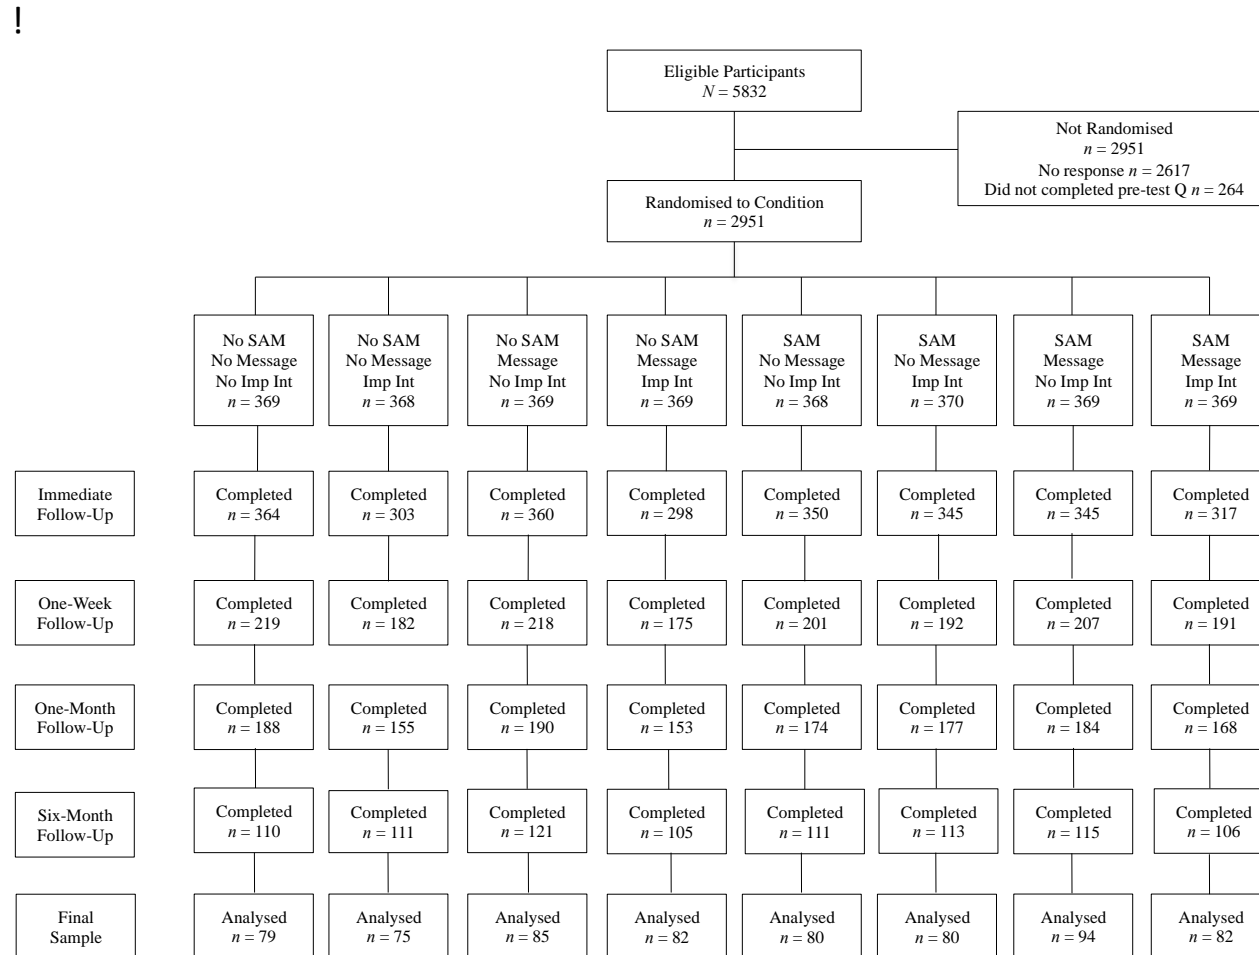 !
Eligible Participants
N = 5832
Not Randomised
n = 2951
No response n = 2617
Did not completed pre-test Q n = 264
Randomised to Condition
n = 2951
No SAM
No Message
No Imp Int
n = 369
No SAM
No Message
Imp Int
n = 368
No SAM
Message
No Imp Int
n = 369
No SAM
Message
Imp Int
n = 369
SAM
No Message
No Imp Int
n = 368
SAM
No Message
Imp Int
n = 370
SAM
Message
No Imp Int
n = 369
SAM
Message
Imp Int
n = 369
Immediate
Follow-Up
Completed
n = 364
Completed
n = 303
Completed
n = 360
Completed
n = 298
Completed
n = 350
Completed
n = 345
Completed
n = 345
Completed
n = 317
One-Week
Follow-Up
Completed
n = 219
Completed
n = 182
Completed
n = 218
Completed
n = 175
Completed
n = 201
Completed
n = 192
Completed
n = 207
Completed
n = 191
One-Month
Follow-Up
Completed
n = 188
Completed
n = 155
Completed
n = 190
Completed
n = 153
Completed
n = 174
Completed
n = 177
Completed
n = 184
Completed
n = 168
Six-Month
Follow-Up
Completed
n = 110
Completed
n = 111
Completed
n = 121
Completed
n = 105
Completed
n = 111
Completed
n = 113
Completed
n = 115
Completed
n = 106
Final
Sample
Analysed
n = 79
Analysed
n = 75
Analysed
n = 85
Analysed
n = 82
Analysed
n = 80
Analysed
n = 80
Analysed
n = 94
Analysed
n = 82